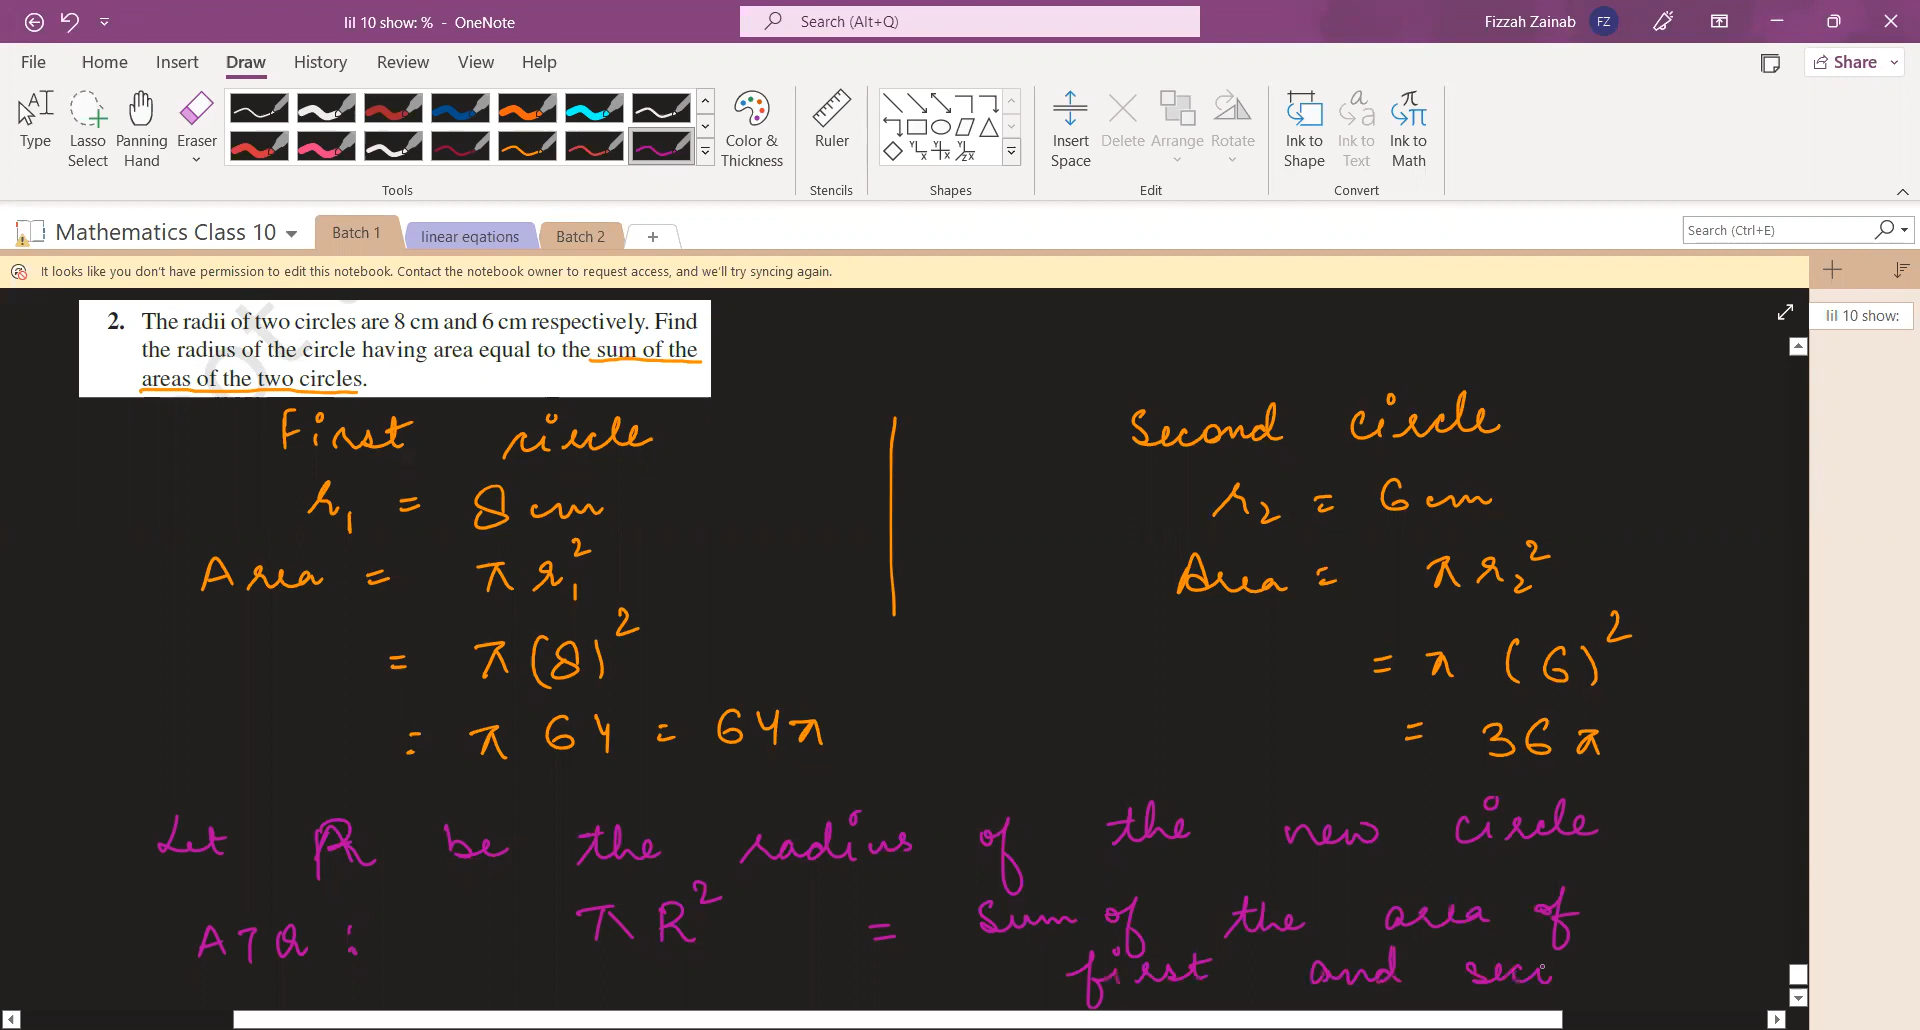 lil 10 show: % - OneNote
Search (Alt+Q)
Fizzah Zainab
FZ
File Home Insert Draw History Review View Help
Share
Type
Lasso Select
Panning Hand
Eraser
Color & Thickness
Ruler
Insert Space
Delete
Arrange
Rotate
Ink to Shape
Ink to Text
Ink to Math
Tools
Stencils
Shapes
Edit
Convert
Mathematics Class 10
Batch 1
linear eqations
Batch 2
Search (Ctrl+E)
It looks like you don't have permission to edit this notebook. Contact the notebook owner to request access, and we'll try syncing again.
lil 10 show:
2. The radii of two circles are 8 cm and 6 cm respectively. Find
the radius of the circle having area equal to the sum of the
areas of the two circles.
First circle
r₁ = 8 cm
Area = π r₁²
= π (8)²
= π 64 = 64π
Second circle
r₂ = 6 cm
Area = π r₂²
= π (6)²
= 36 π
Let R be the radius of the new circle
ATQ : π R² = Sum of the area of
first and seci